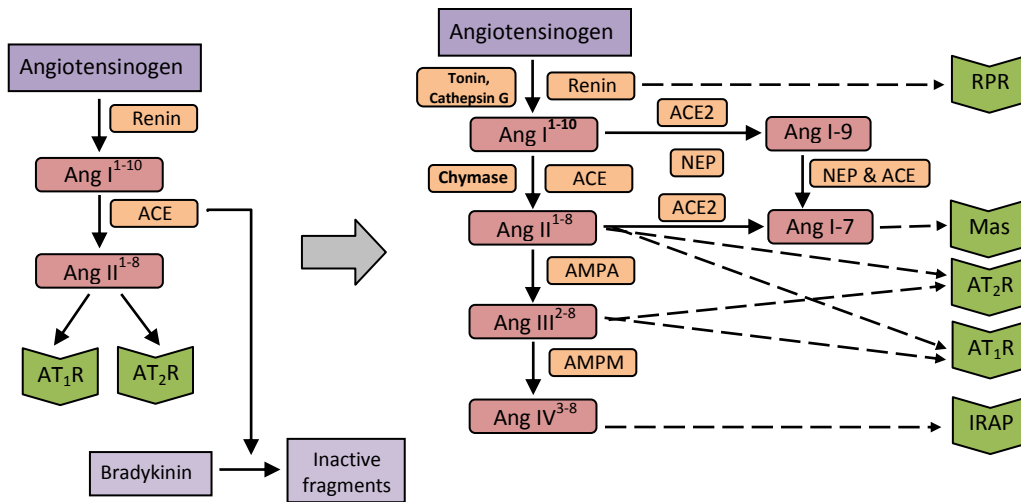 Angiotensinogen
Renin
Ang I¹⁻¹⁰
ACE
Ang II¹⁻⁸
AT₁R
AT₂R
Bradykinin
Inactive
fragments
Angiotensinogen
Tonin,
Cathepsin G
Renin
RPR
Ang I¹⁻¹⁰
ACE2
Ang I-9
Chymase
ACE
NEP
NEP & ACE
Ang II¹⁻⁸
ACE2
Ang I-7
Mas
AMPA
AT₂R
Ang III²⁻⁸
AT₁R
AMPM
Ang IV³⁻⁸
IRAP